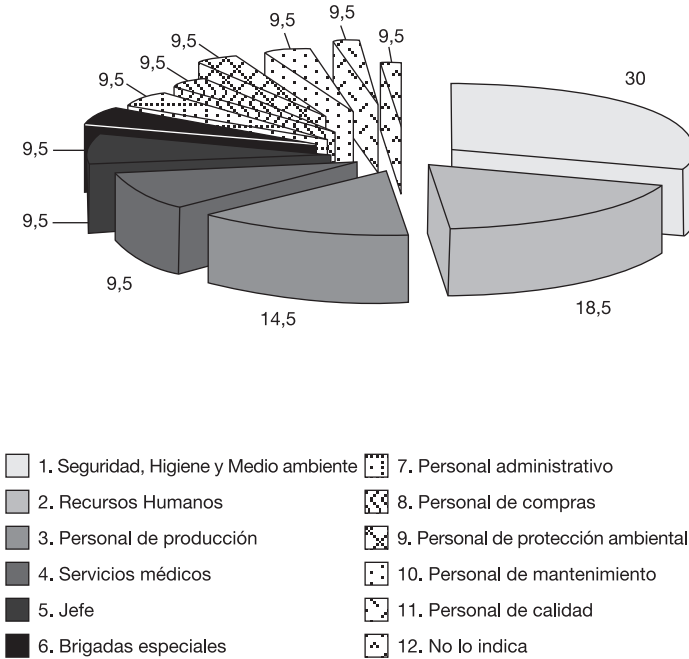 9,5
9,5
9,5
9,5
9,5
9,5
30
9,5
9,5
9,5
14,5
18,5
1. Seguridad, Higiene y Medio ambiente
2. Recursos Humanos
3. Personal de producción
4. Servicios médicos
5. Jefe
6. Brigadas especiales
7. Personal administrativo
8. Personal de compras
9. Personal de protección ambiental
10. Personal de mantenimiento
11. Personal de calidad
12. No lo indica